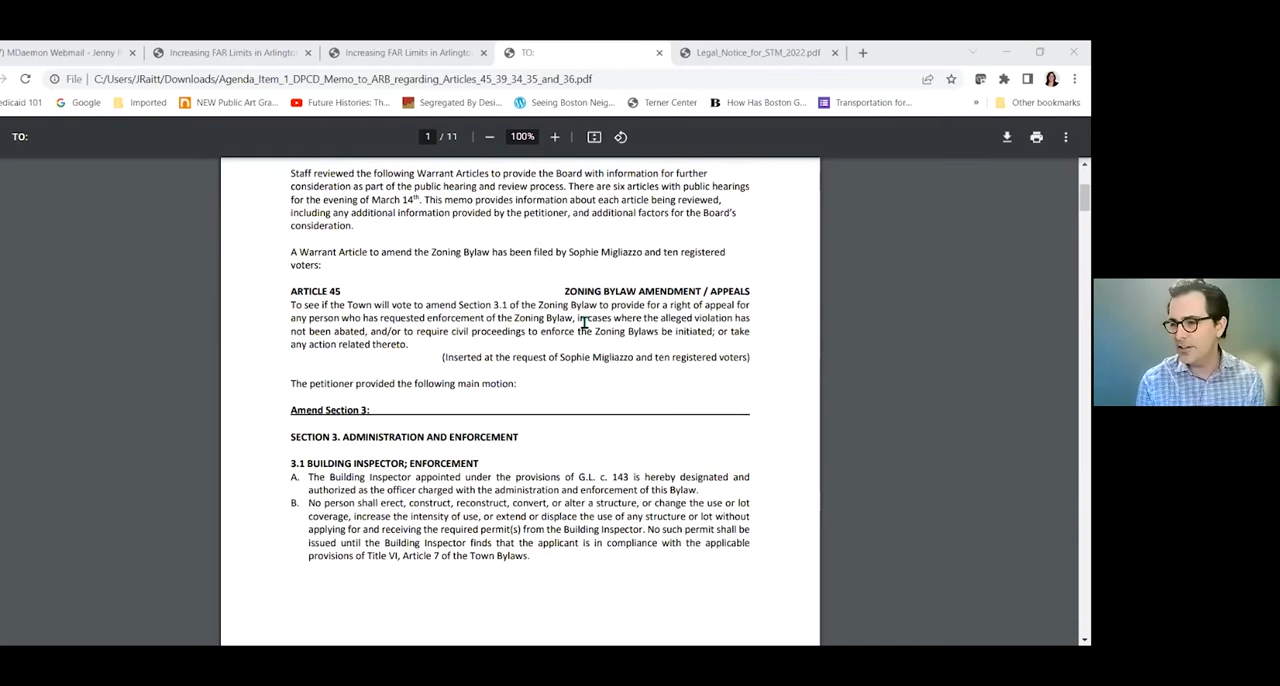 ) MDaemon Webmail - Jenny R
Increasing FAR Limits in Arlingto
Increasing FAR Limits in Arlingto
TO:
Legal_Notice_for_STM_2022.pdf
File | C:/Users/JRaitt/Downloads/Agenda_Item_1_DPCD_Memo_to_ARB_regarding_Articles_45_39_34_35_and_36.pdf
edicaid 101
Google
Imported
NEW Public Art Gra...
Future Histories: Th...
Segregated By Desi...
Seeing Boston Neig...
Terner Center
How Has Boston G...
Transportation for...
»
Other bookmarks
TO:
1 / 11
100%
Staff reviewed the following Warrant Articles to provide the Board with information for further
consideration as part of the public hearing and review process. There are six articles with public hearings
for the evening of March 14th. This memo provides information about each article being reviewed,
including any additional information provided by the petitioner, and additional factors for the Board's
consideration.
A Warrant Article to amend the Zoning Bylaw has been filed by Sophie Migliazzo and ten registered
voters:
ARTICLE 45 ZONING BYLAW AMENDMENT / APPEALS
To see if the Town will vote to amend Section 3.1 of the Zoning Bylaw to provide for a right of appeal for
any person who has requested enforcement of the Zoning Bylaw, in cases where the alleged violation has
not been abated, and/or to require civil proceedings to enforce the Zoning Bylaws be initiated; or take
any action related thereto.
(Inserted at the request of Sophie Migliazzo and ten registered voters)
The petitioner provided the following main motion:
Amend Section 3:
SECTION 3. ADMINISTRATION AND ENFORCEMENT
3.1 BUILDING INSPECTOR; ENFORCEMENT
A. The Building Inspector appointed under the provisions of G.L. c. 143 is hereby designated and
authorized as the officer charged with the administration and enforcement of this Bylaw.
B. No person shall erect, construct, reconstruct, convert, or alter a structure, or change the use or lot
coverage, increase the intensity of use, or extend or displace the use of any structure or lot without
applying for and receiving the required permit(s) from the Building Inspector. No such permit shall be
issued until the Building Inspector finds that the applicant is in compliance with the applicable
provisions of Title VI, Article 7 of the Town Bylaws.